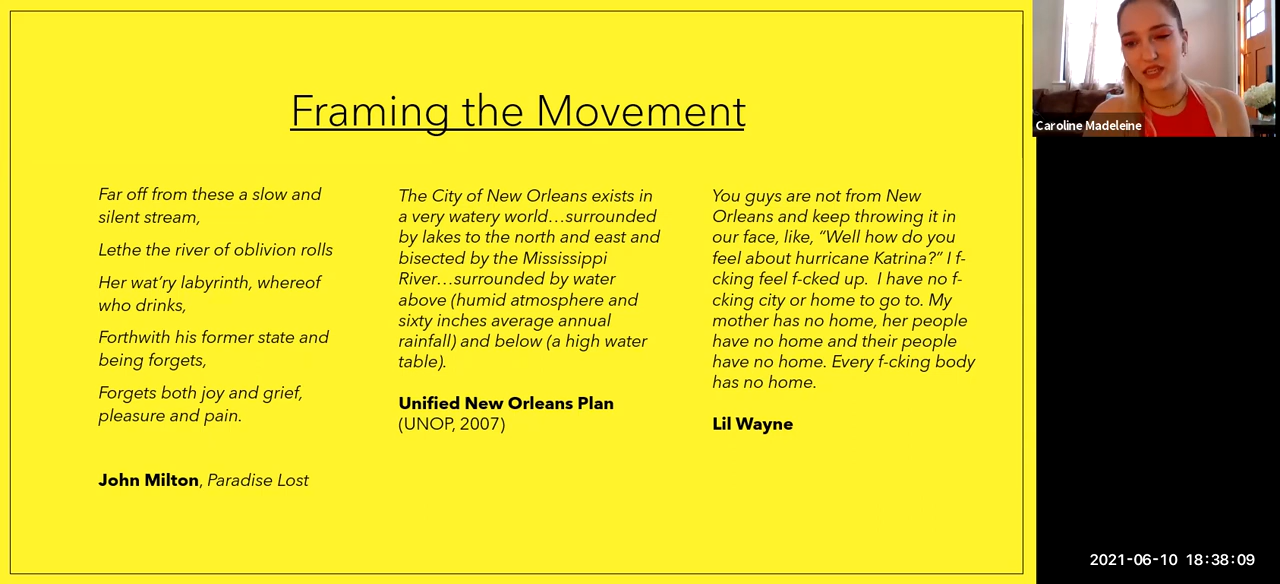 Framing the Movement
Far off from these a slow and
silent stream,
Lethe the river of oblivion rolls
Her wat’ry labyrinth, whereof
who drinks,
Forthwith his former state and
being forgets,
Forgets both joy and grief,
pleasure and pain.
John Milton, Paradise Lost
The City of New Orleans exists in
a very watery world…surrounded
by lakes to the north and east and
bisected by the Mississippi
River…surrounded by water
above (humid atmosphere and
sixty inches average annual
rainfall) and below (a high water
table).
Unified New Orleans Plan
(UNOP, 2007)
You guys are not from New
Orleans and keep throwing it in
our face, like, “Well how do you
feel about hurricane Katrina?” I f-
cking feel f-cked up.  I have no f-
cking city or home to go to. My
mother has no home, her people
have no home and their people
have no home. Every f-cking body
has no home.
Lil Wayne
Caroline Madeleine
2021-06-10 18:38:09